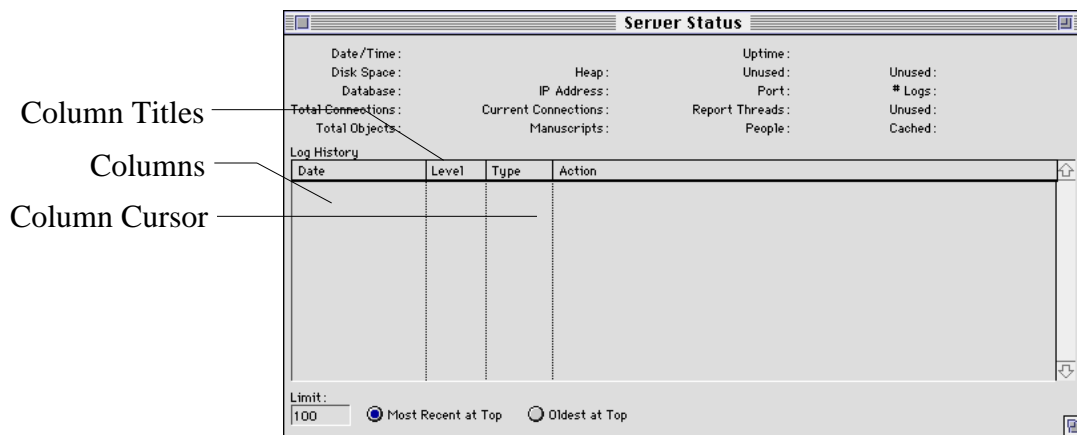 Server Status
Date/Time: Uptime:
Disk Space: Heap: Unused: Unused:
Database: IP Address: Port: # Logs:
Total Connections: Current Connections: Report Threads: Unused:
Total Objects: Manuscripts: People: Cached:
Column Titles
Log History
Columns
Date Level Type Action
Column Cursor
Limit:
100 Most Recent at Top Oldest at Top